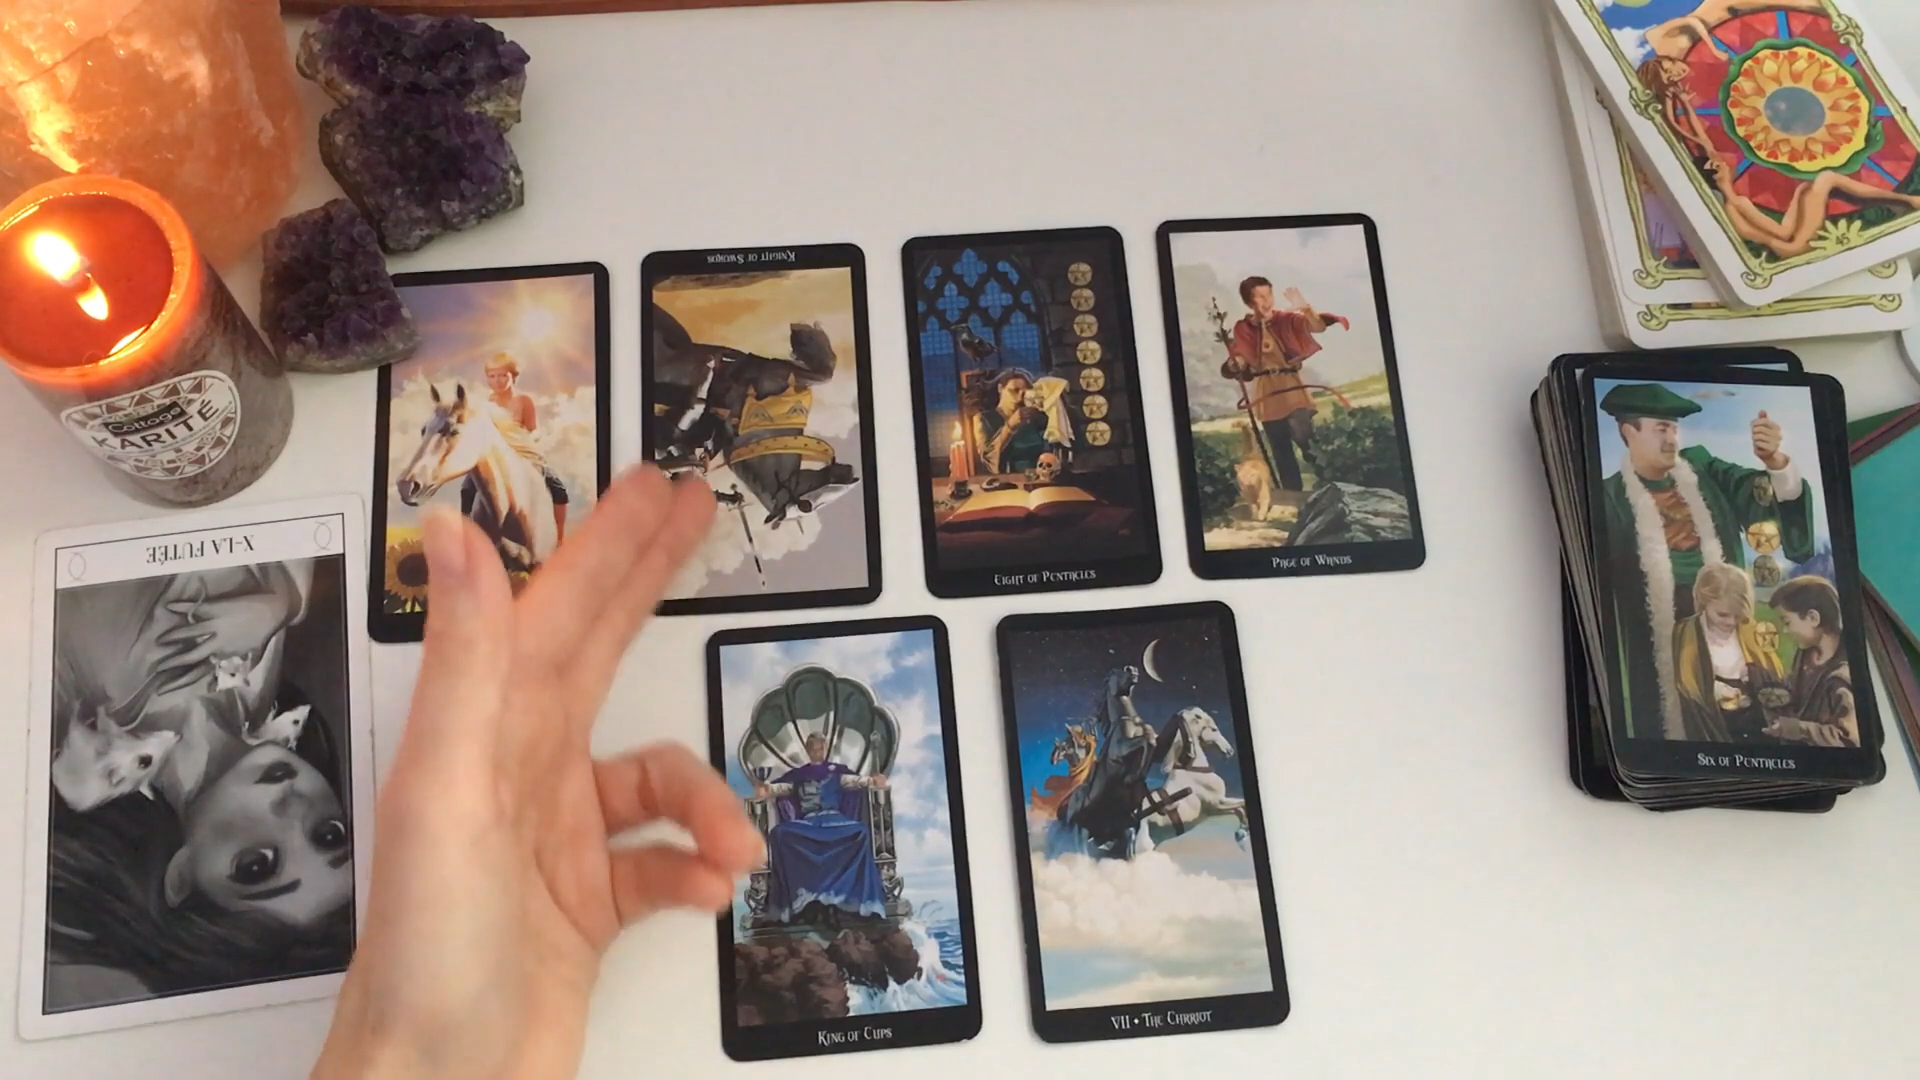 Cottage
KARITÉ
KNIGHT OF SWORDS
EIGHT OF PENTACLES
PAGE OF WANDS
X-LA FUTÉE
SIX OF PENTACLES
KING OF CUPS
VII • THE CHARIOT
45